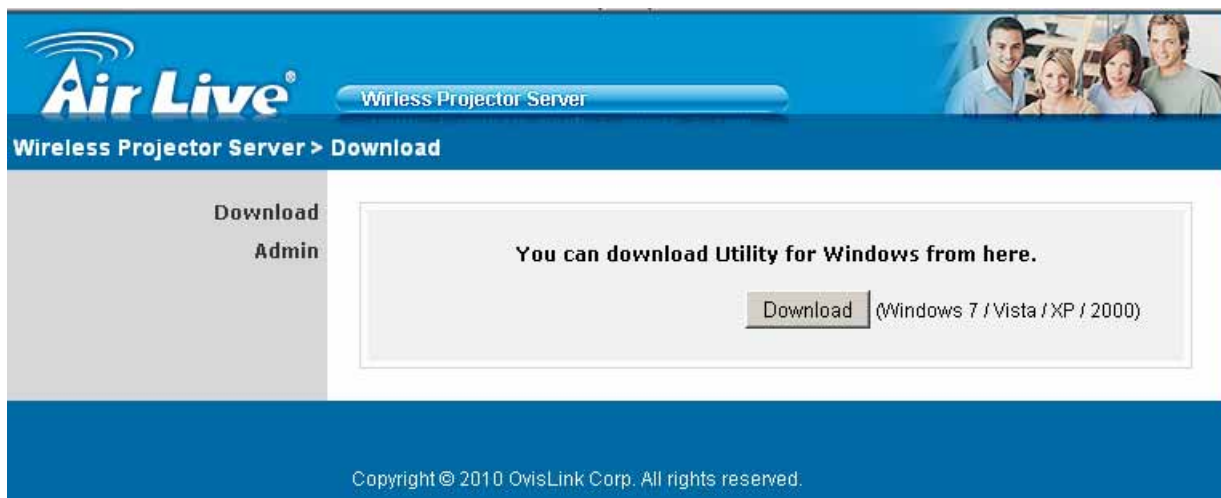 Air Live®
Wirless Projector Server
Wireless Projector Server > Download
Download
Admin
You can download Utility for Windows from here.
Download (Windows 7 / Vista / XP / 2000)
Copyright © 2010 OvisLink Corp. All rights reserved.